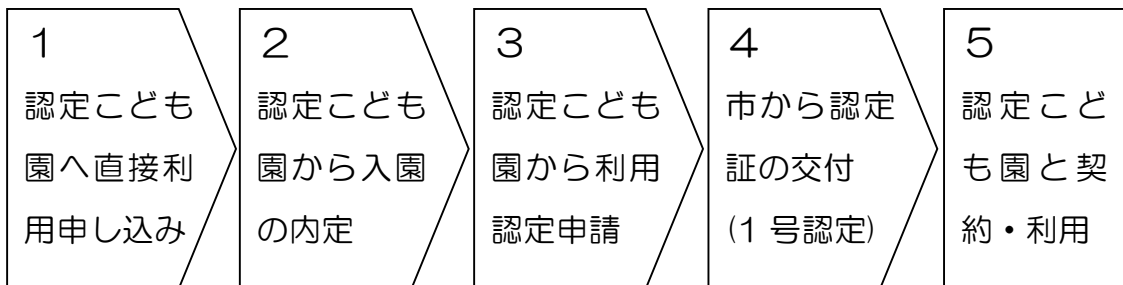 1
認定こども
園へ直接利
用申し込み
2
認定こども
園から入園
の内定
3
認定こども
園から利用
認定申請
4
市から認定
証の交付
(1 号認定)
5
認定こど
も園と契
約・利用